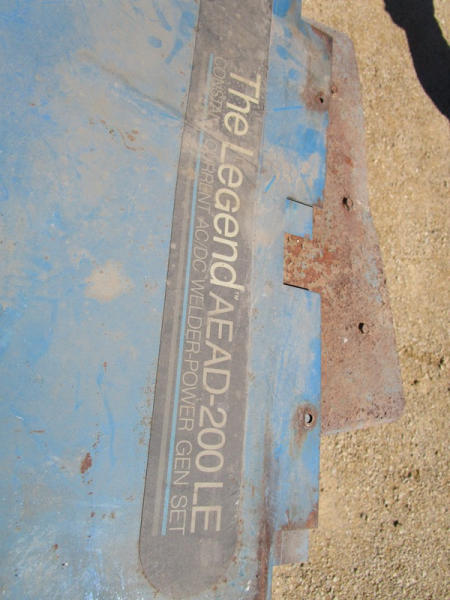 The Legend™ AEAD-200 LE
CONSTANT CURRENT AC/DC WELDER-POWER GEN SET